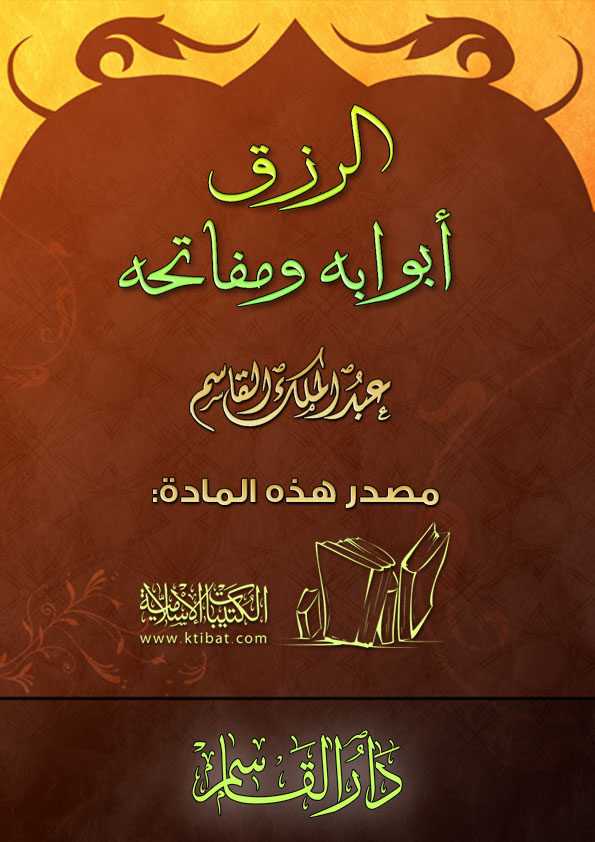 الرزق
أبوابه ومفاتحه
عبد الملك القاسم
مصدر هذه المادة:
الكتيبات الإسلامية
www.ktibat.com
دار القاسم